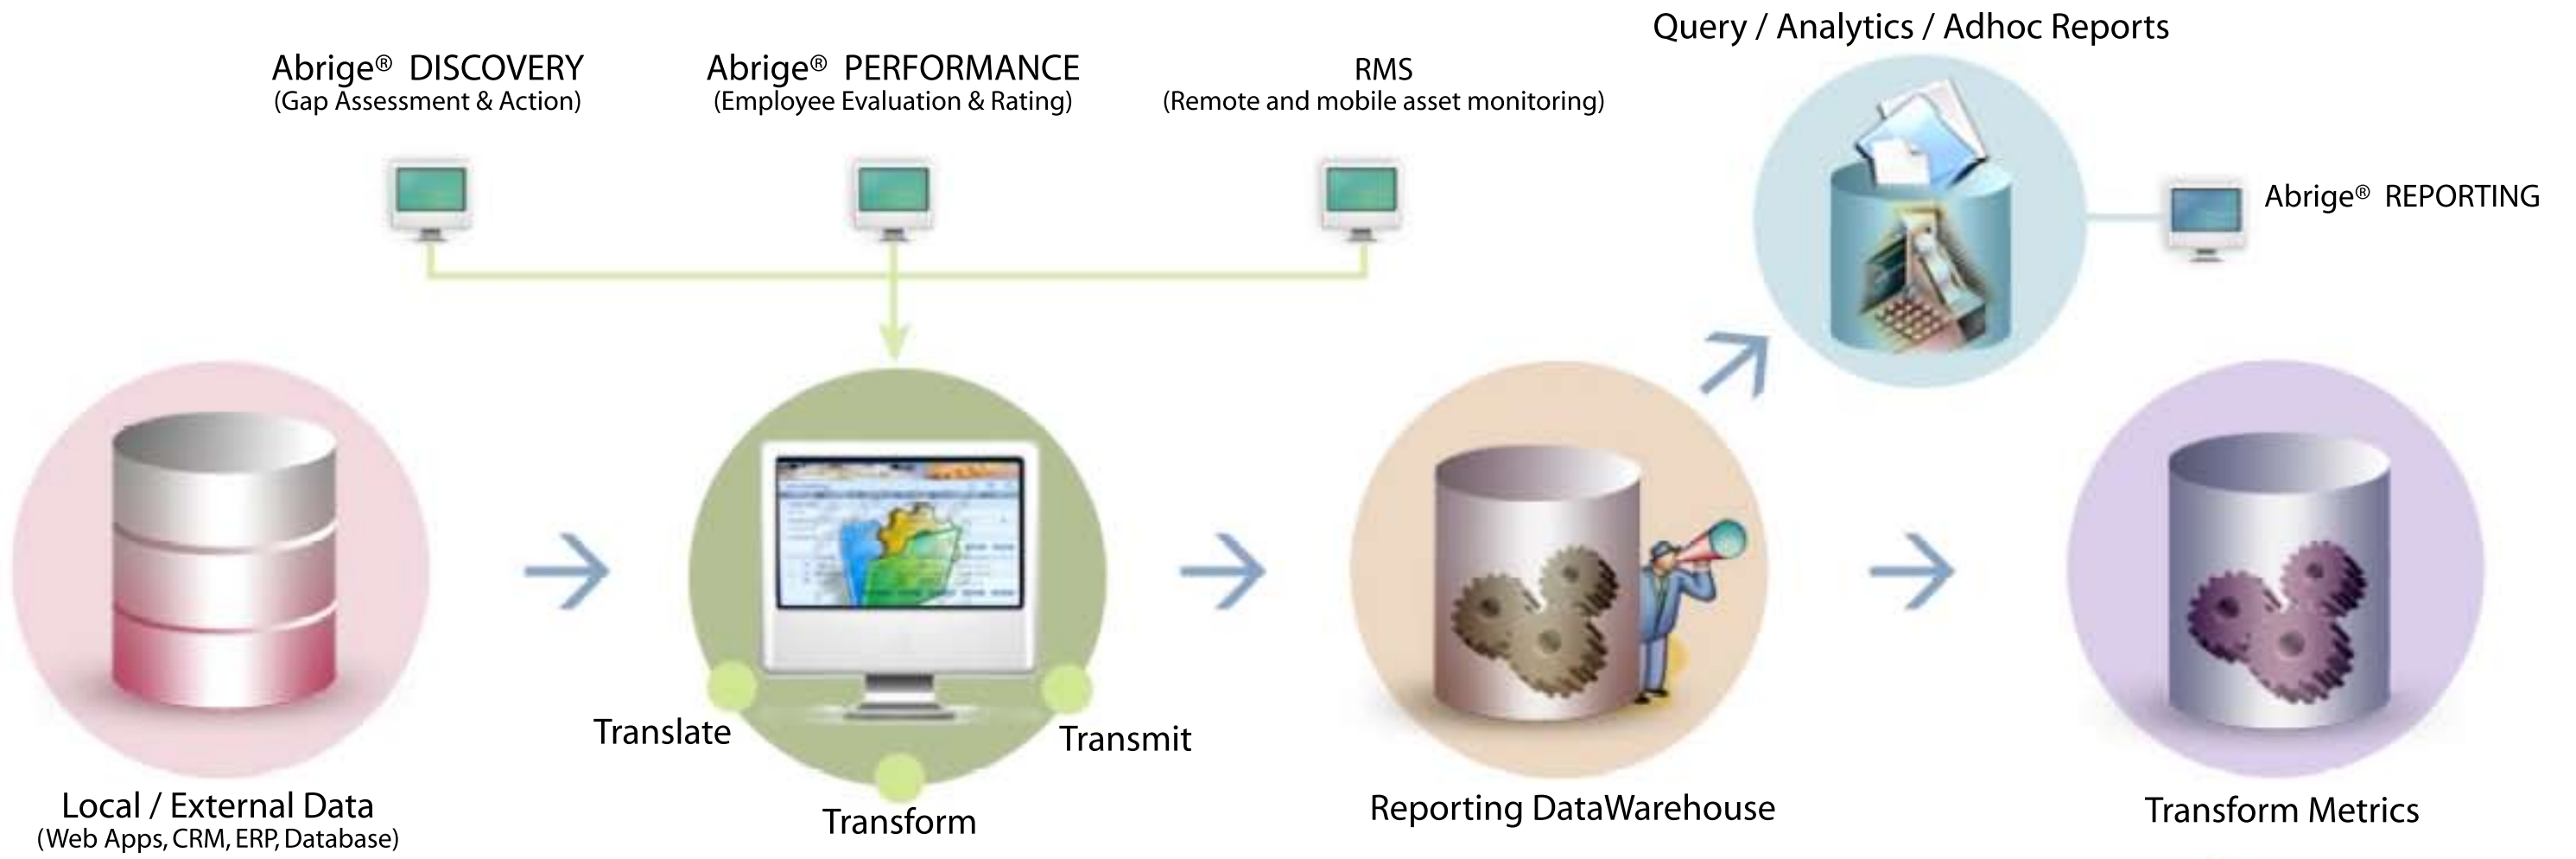 Query / Analytics / Adhoc Reports
Abrige® DISCOVERY
(Gap Assessment & Action)
Abrige® PERFORMANCE
(Employee Evaluation & Rating)
RMS
(Remote and mobile asset monitoring)
Abrige® REPORTING
Translate
Transmit
Transform
Local / External Data
(Web Apps, CRM, ERP, Database)
Reporting DataWarehouse
Transform Metrics